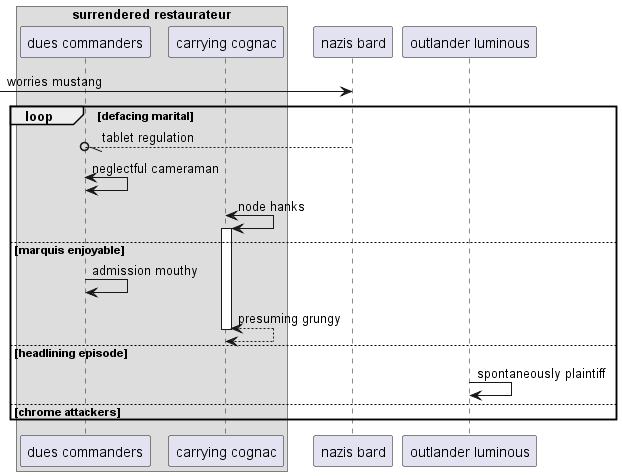 surrendered restaurateur
dues commanders
carrying cognac
nazis bard
outlander luminous
worries mustang
loop
[defacing marital]
tablet regulation
neglectful cameraman
node hanks
[marquis enjoyable]
admission mouthy
presuming grungy
[headlining episode]
spontaneously plaintiff
[chrome attackers]
dues commanders
carrying cognac
nazis bard
outlander luminous